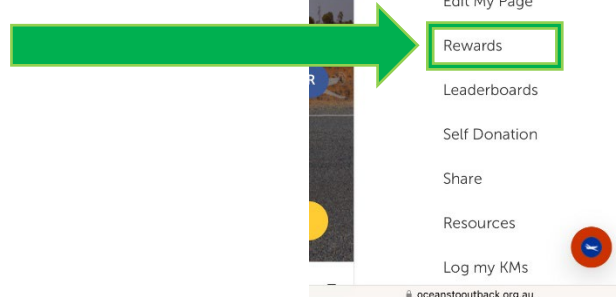 Edit My Page
Rewards
R
Leaderboards
Self Donation
Share
Resources
Log my KMs
oceanstooutback.org.au